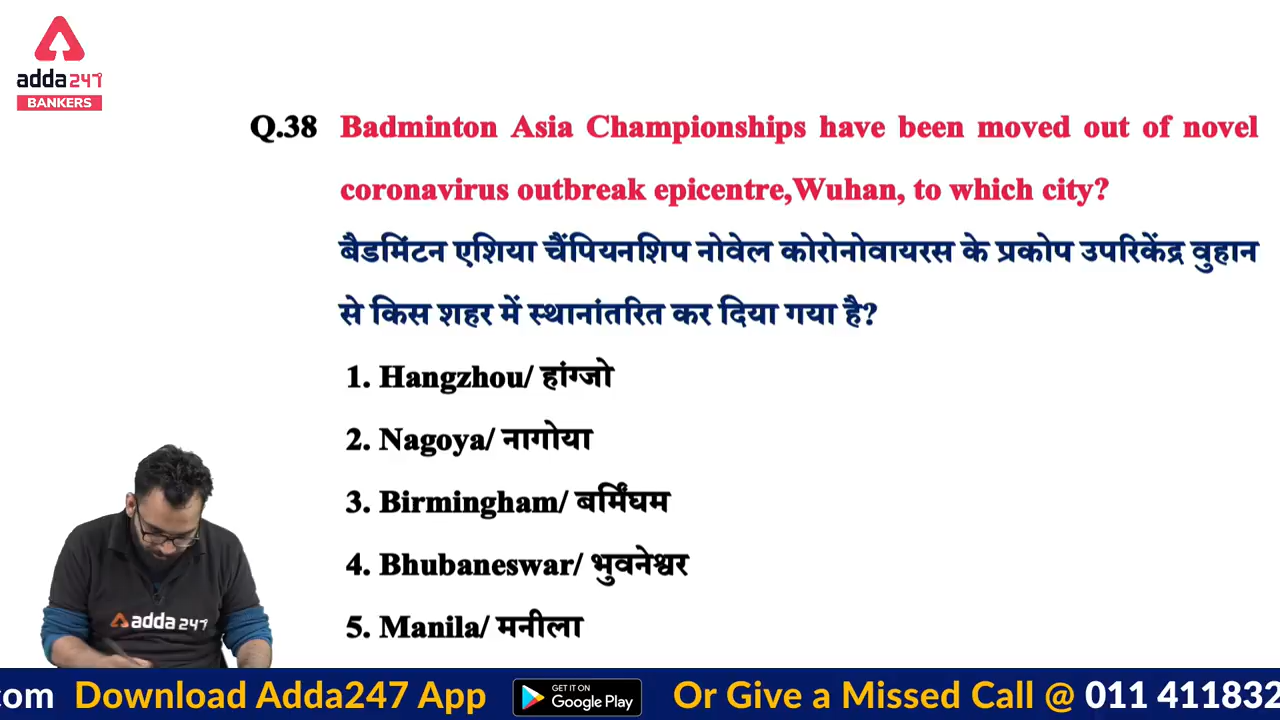 adda247
BANKERS
Q.38 Badminton Asia Championships have been moved out of novel
coronavirus outbreak epicentre,Wuhan, to which city?
बैडमिंटन एशिया चैंपियनशिप नोवेल कोरोनोवायरस के प्रकोप उपरिकेंद्र वुहान
से किस शहर में स्थानांतरित कर दिया गया है?
1. Hangzhou/ हांग्जो
2. Nagoya/ नागोया
3. Birmingham/ बर्मिंघम
4. Bhubaneswar/ भुवनेश्वर
5. Manila/ मनीला
adda247
.com Download Adda247 App GET IT ON Google Play Or Give a Missed Call @ 011 411832